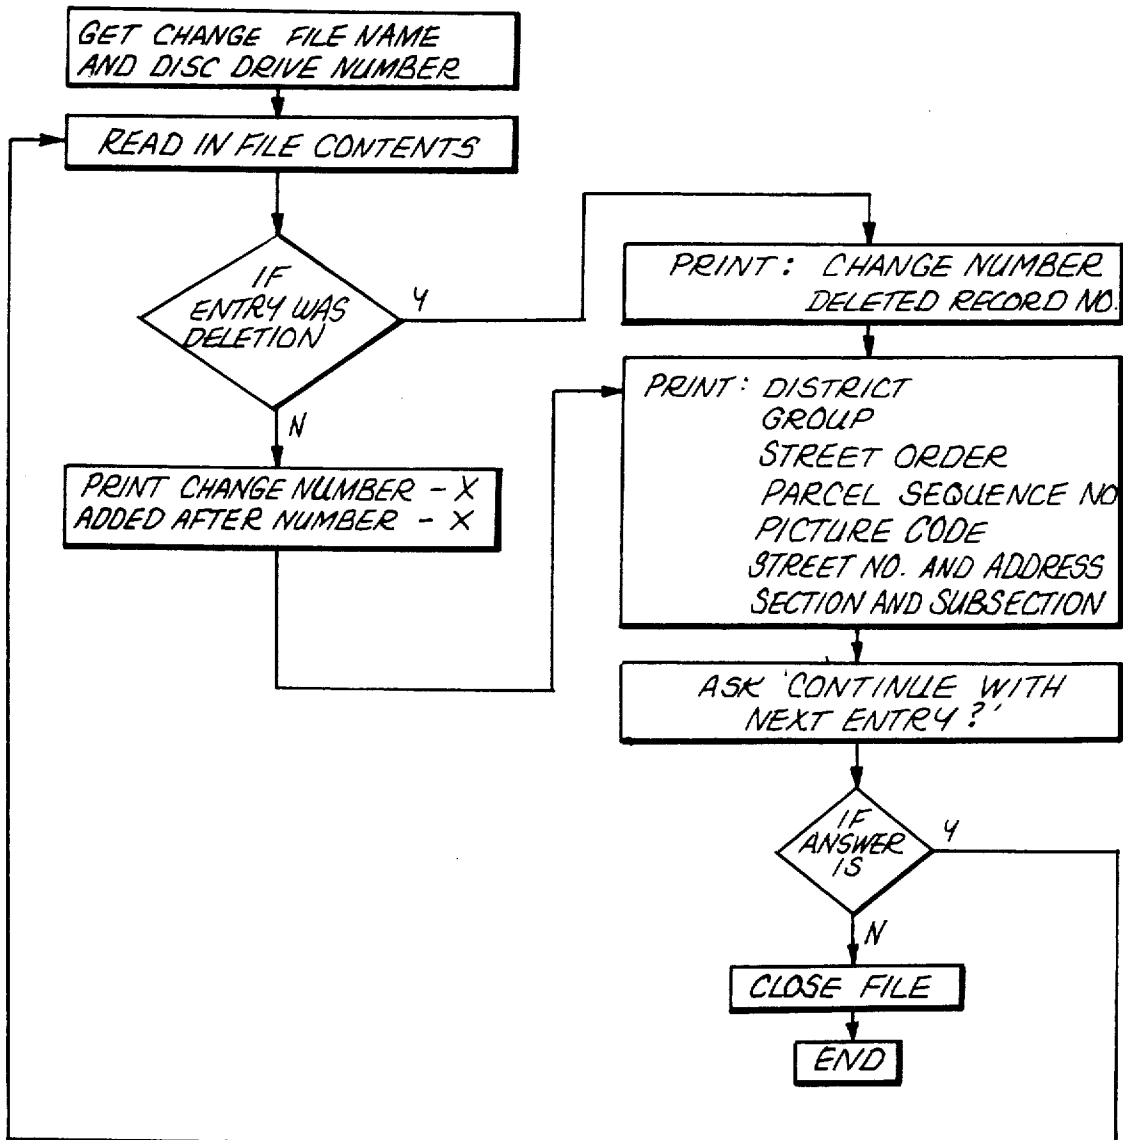 GET CHANGE FILE NAME
AND DISC DRIVE NUMBER
READ IN FILE CONTENTS
IF
ENTRY WAS
DELETION
Y
N
PRINT CHANGE NUMBER - X
ADDED AFTER NUMBER - X
PRINT: CHANGE NUMBER
DELETED RECORD NO.
PRINT: DISTRICT
GROUP
STREET ORDER
PARCEL SEQUENCE NO
PICTURE CODE
STREET NO. AND ADDRESS
SECTION AND SUBSECTION
ASK 'CONTINUE WITH
NEXT ENTRY?'
IF
ANSWER
IS
Y
N
CLOSE FILE
END